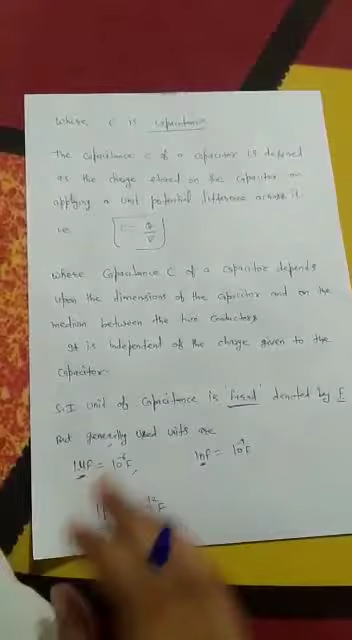 where C is capacitance
The capacitance C of a capacitor is defined
as the charge stored on the capacitor on
applying a unit potential difference across it
i.e C = Q/V
where Capacitance C of a capacitor depends
upon the dimensions of the capacitor and on the
medium between the two conductors
It is independent of the charge given to the
capacitor.
S.I unit of Capacitance is 'farad' denoted by F
But generally used units are
1μF = 10⁻⁶F, 1nF = 10⁻⁹F